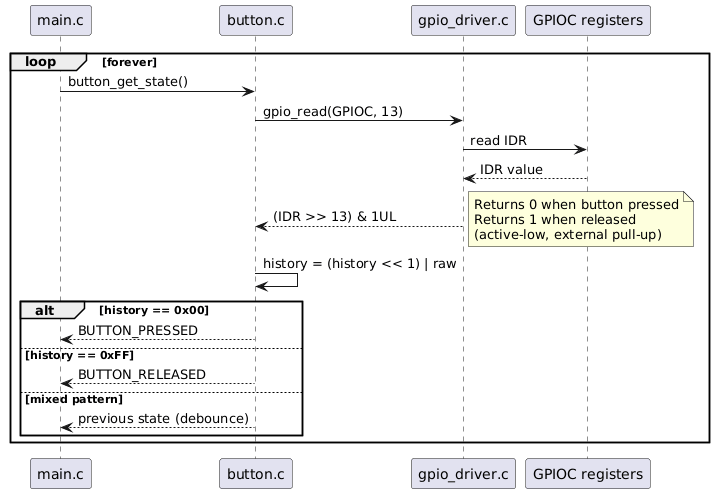 main.c button.c gpio_driver.c GPIOC registers
loop [forever]
button_get_state()
gpio_read(GPIOC, 13)
read IDR
IDR value
Returns 0 when button pressed
Returns 1 when released
(active-low, external pull-up)
(IDR >> 13) & 1UL
history = (history << 1) | raw
alt [history == 0x00]
BUTTON_PRESSED
[history == 0xFF]
BUTTON_RELEASED
[mixed pattern]
previous state (debounce)
main.c button.c gpio_driver.c GPIOC registers